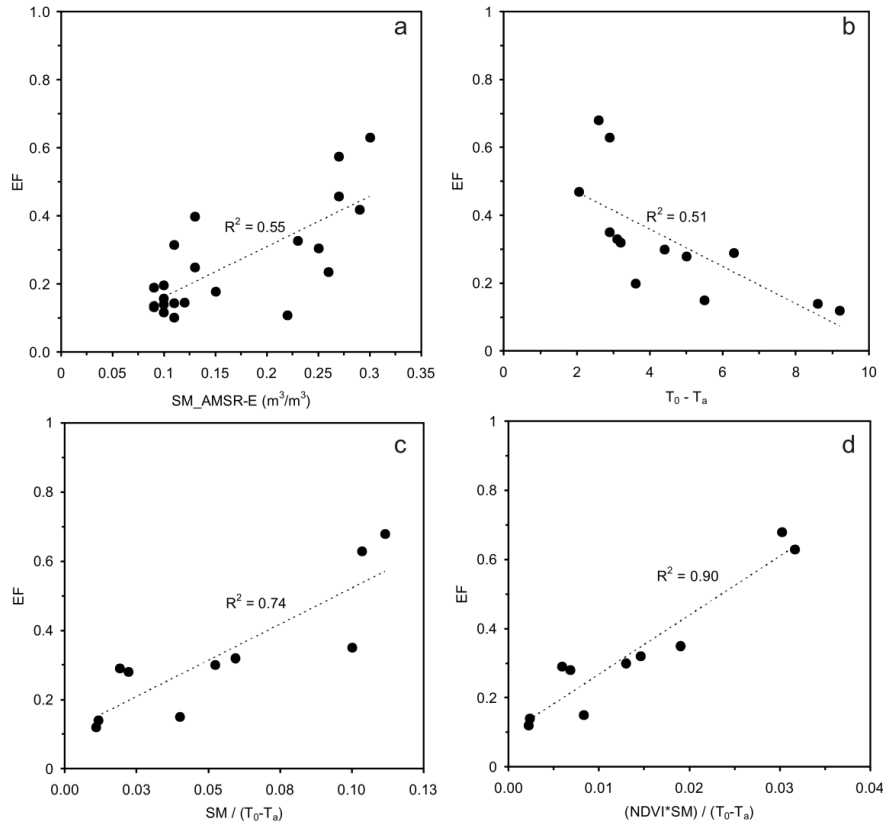 a
1
0.8
0.6
0.4
0.2
0.0
EF
R² = 0.55
0 0.05 0.10 0.15 0.20 0.25 0.3 0.35
SM_AMSR-E (m³/m³)
b
1
0.8
0.6
0.4
0.2
0
EF
R² = 0.51
0 2 4 6 8 10
T₀ - Tₐ
c
1
0.8
0.6
0.4
0.2
0
EF
R² = 0.74
0.00 0.03 0.05 0.08 0.10 0.13
SM / (T₀-Tₐ)
d
1
0.8
0.6
0.4
0.2
0
EF
R² = 0.90
0.00 0.01 0.02 0.03 0.04
(NDVI*SM) / (T₀-Tₐ)